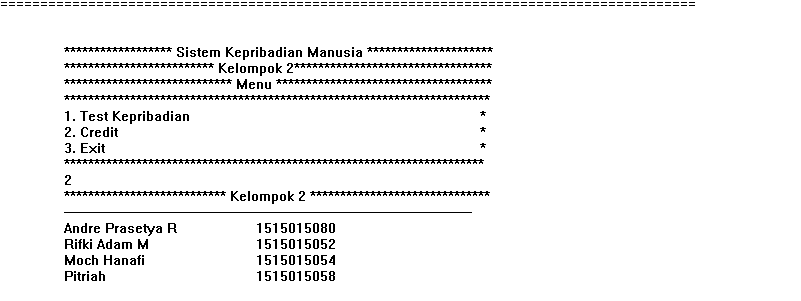 =======================================================================================
****************** Sistem Kepribadian Manusia *********************
************************* Kelompok 2*********************************
**************************** Menu ************************************
***********************************************************************
1. Test Kepribadian *
2. Credit *
3. Exit *
**********************************************************************
2
*************************** Kelompok 2 ******************************
___________________________________________________
Andre Prasetya R 1515015080
Rifki Adam M 1515015052
Moch Hanafi 1515015054
Pitriah 1515015058